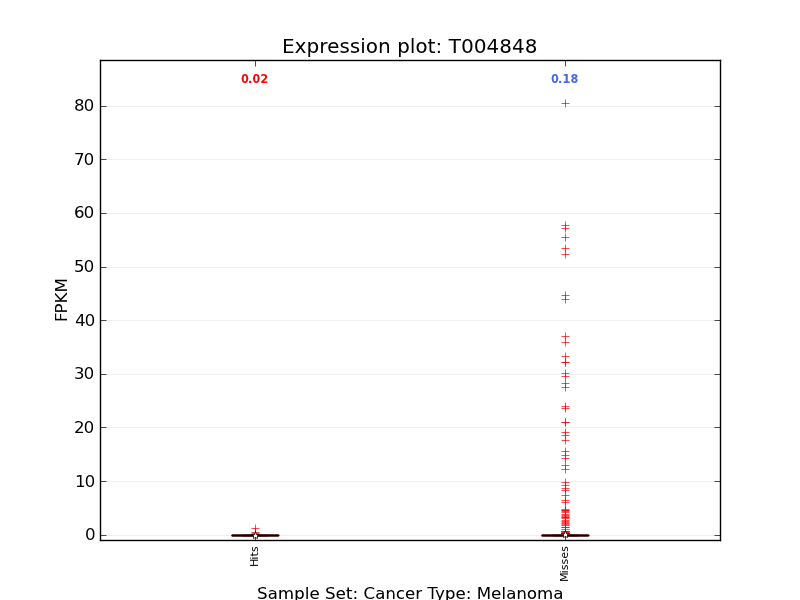 Expression plot: T004848
0.02
0.18
80
70
60
50
40
30
20
10
0
FPKM
Hits
Misses
Sample Set: Cancer Type: Melanoma